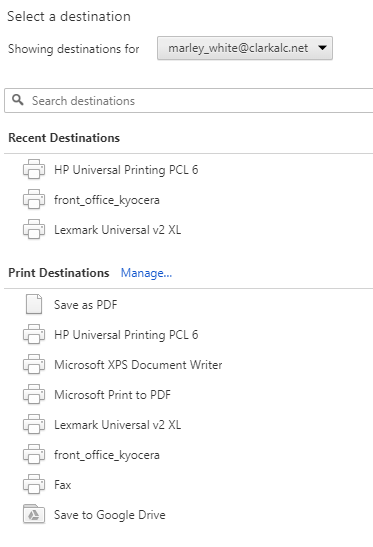 Select a destination
Showing destinations for marley_white@clarkalc.net
Search destinations
Recent Destinations
HP Universal Printing PCL 6
front_office_kyocera
Lexmark Universal v2 XL
Print Destinations Manage...
Save as PDF
HP Universal Printing PCL 6
Microsoft XPS Document Writer
Microsoft Print to PDF
Lexmark Universal v2 XL
front_office_kyocera
Fax
Save to Google Drive